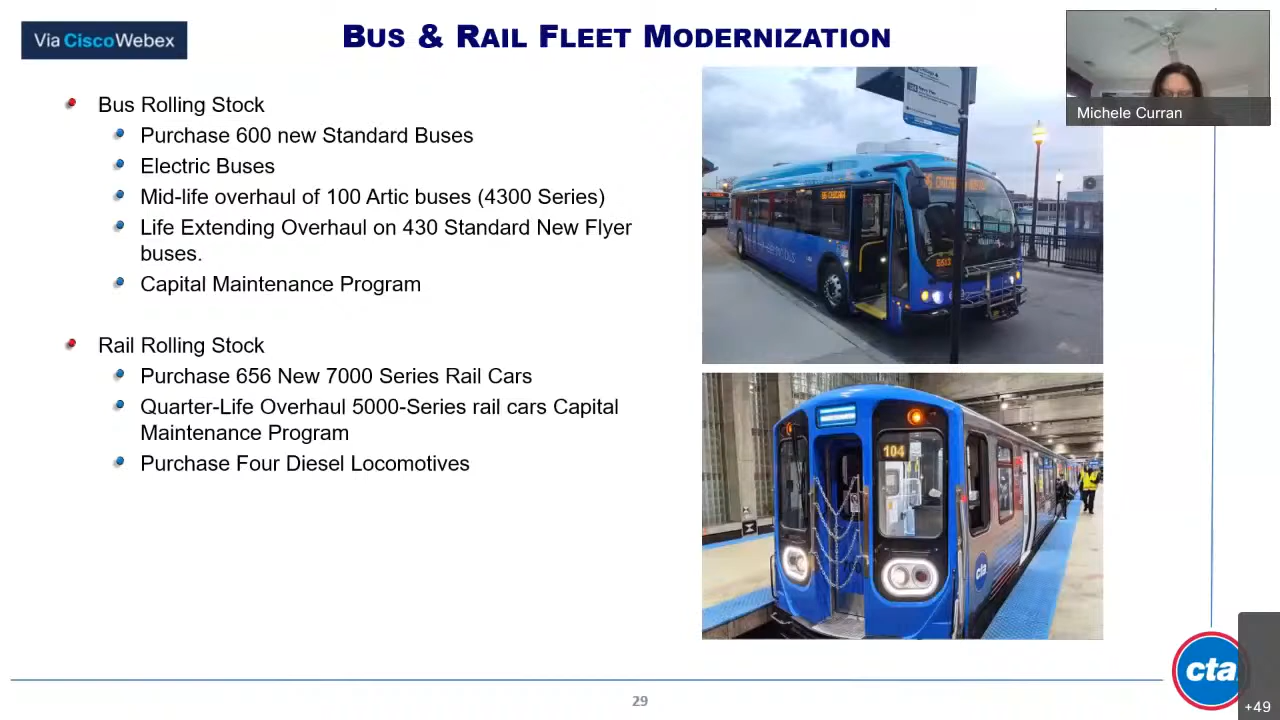 Via CiscoWebex
BUS & RAIL FLEET MODERNIZATION
Michele Curran
Bus Rolling Stock
Purchase 600 new Standard Buses
Electric Buses
Mid-life overhaul of 100 Artic buses (4300 Series)
Life Extending Overhaul on 430 Standard New Flyer
buses.
Capital Maintenance Program
Rail Rolling Stock
Purchase 656 New 7000 Series Rail Cars
Quarter-Life Overhaul 5000-Series rail cars Capital
Maintenance Program
Purchase Four Diesel Locomotives
104
cta
cta
29
+49